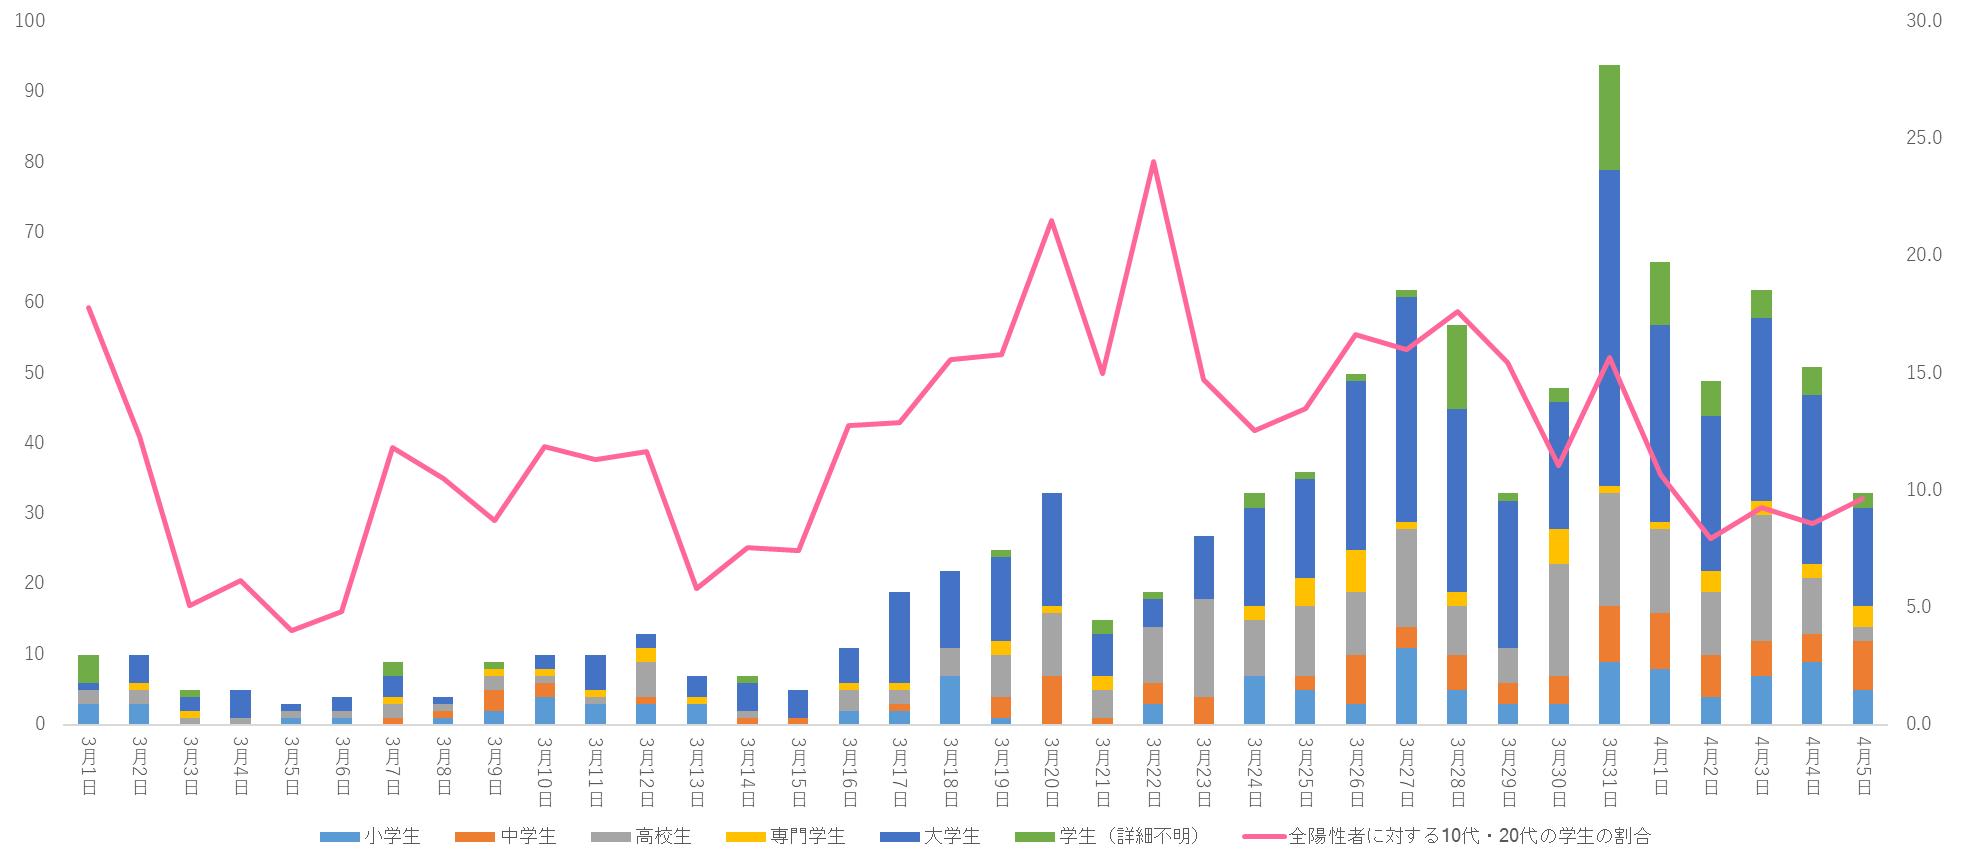 100
90
80
70
60
50
40
30
20
10
0
30.0
25.0
20.0
15.0
10.0
5.0
0.0
3月1日
3月2日
3月3日
3月4日
3月5日
3月6日
3月7日
3月8日
3月9日
3月10日
3月11日
3月12日
3月13日
3月14日
3月15日
3月16日
3月17日
3月18日
3月19日
3月20日
3月21日
3月22日
3月23日
3月24日
3月25日
3月26日
3月27日
3月28日
3月29日
3月30日
3月31日
4月1日
4月2日
4月3日
4月4日
4月5日
小学生 中学生 高校生 専門学生 大学生 学生（詳細不明） 全陽性者に対する10代・20代の学生の割合